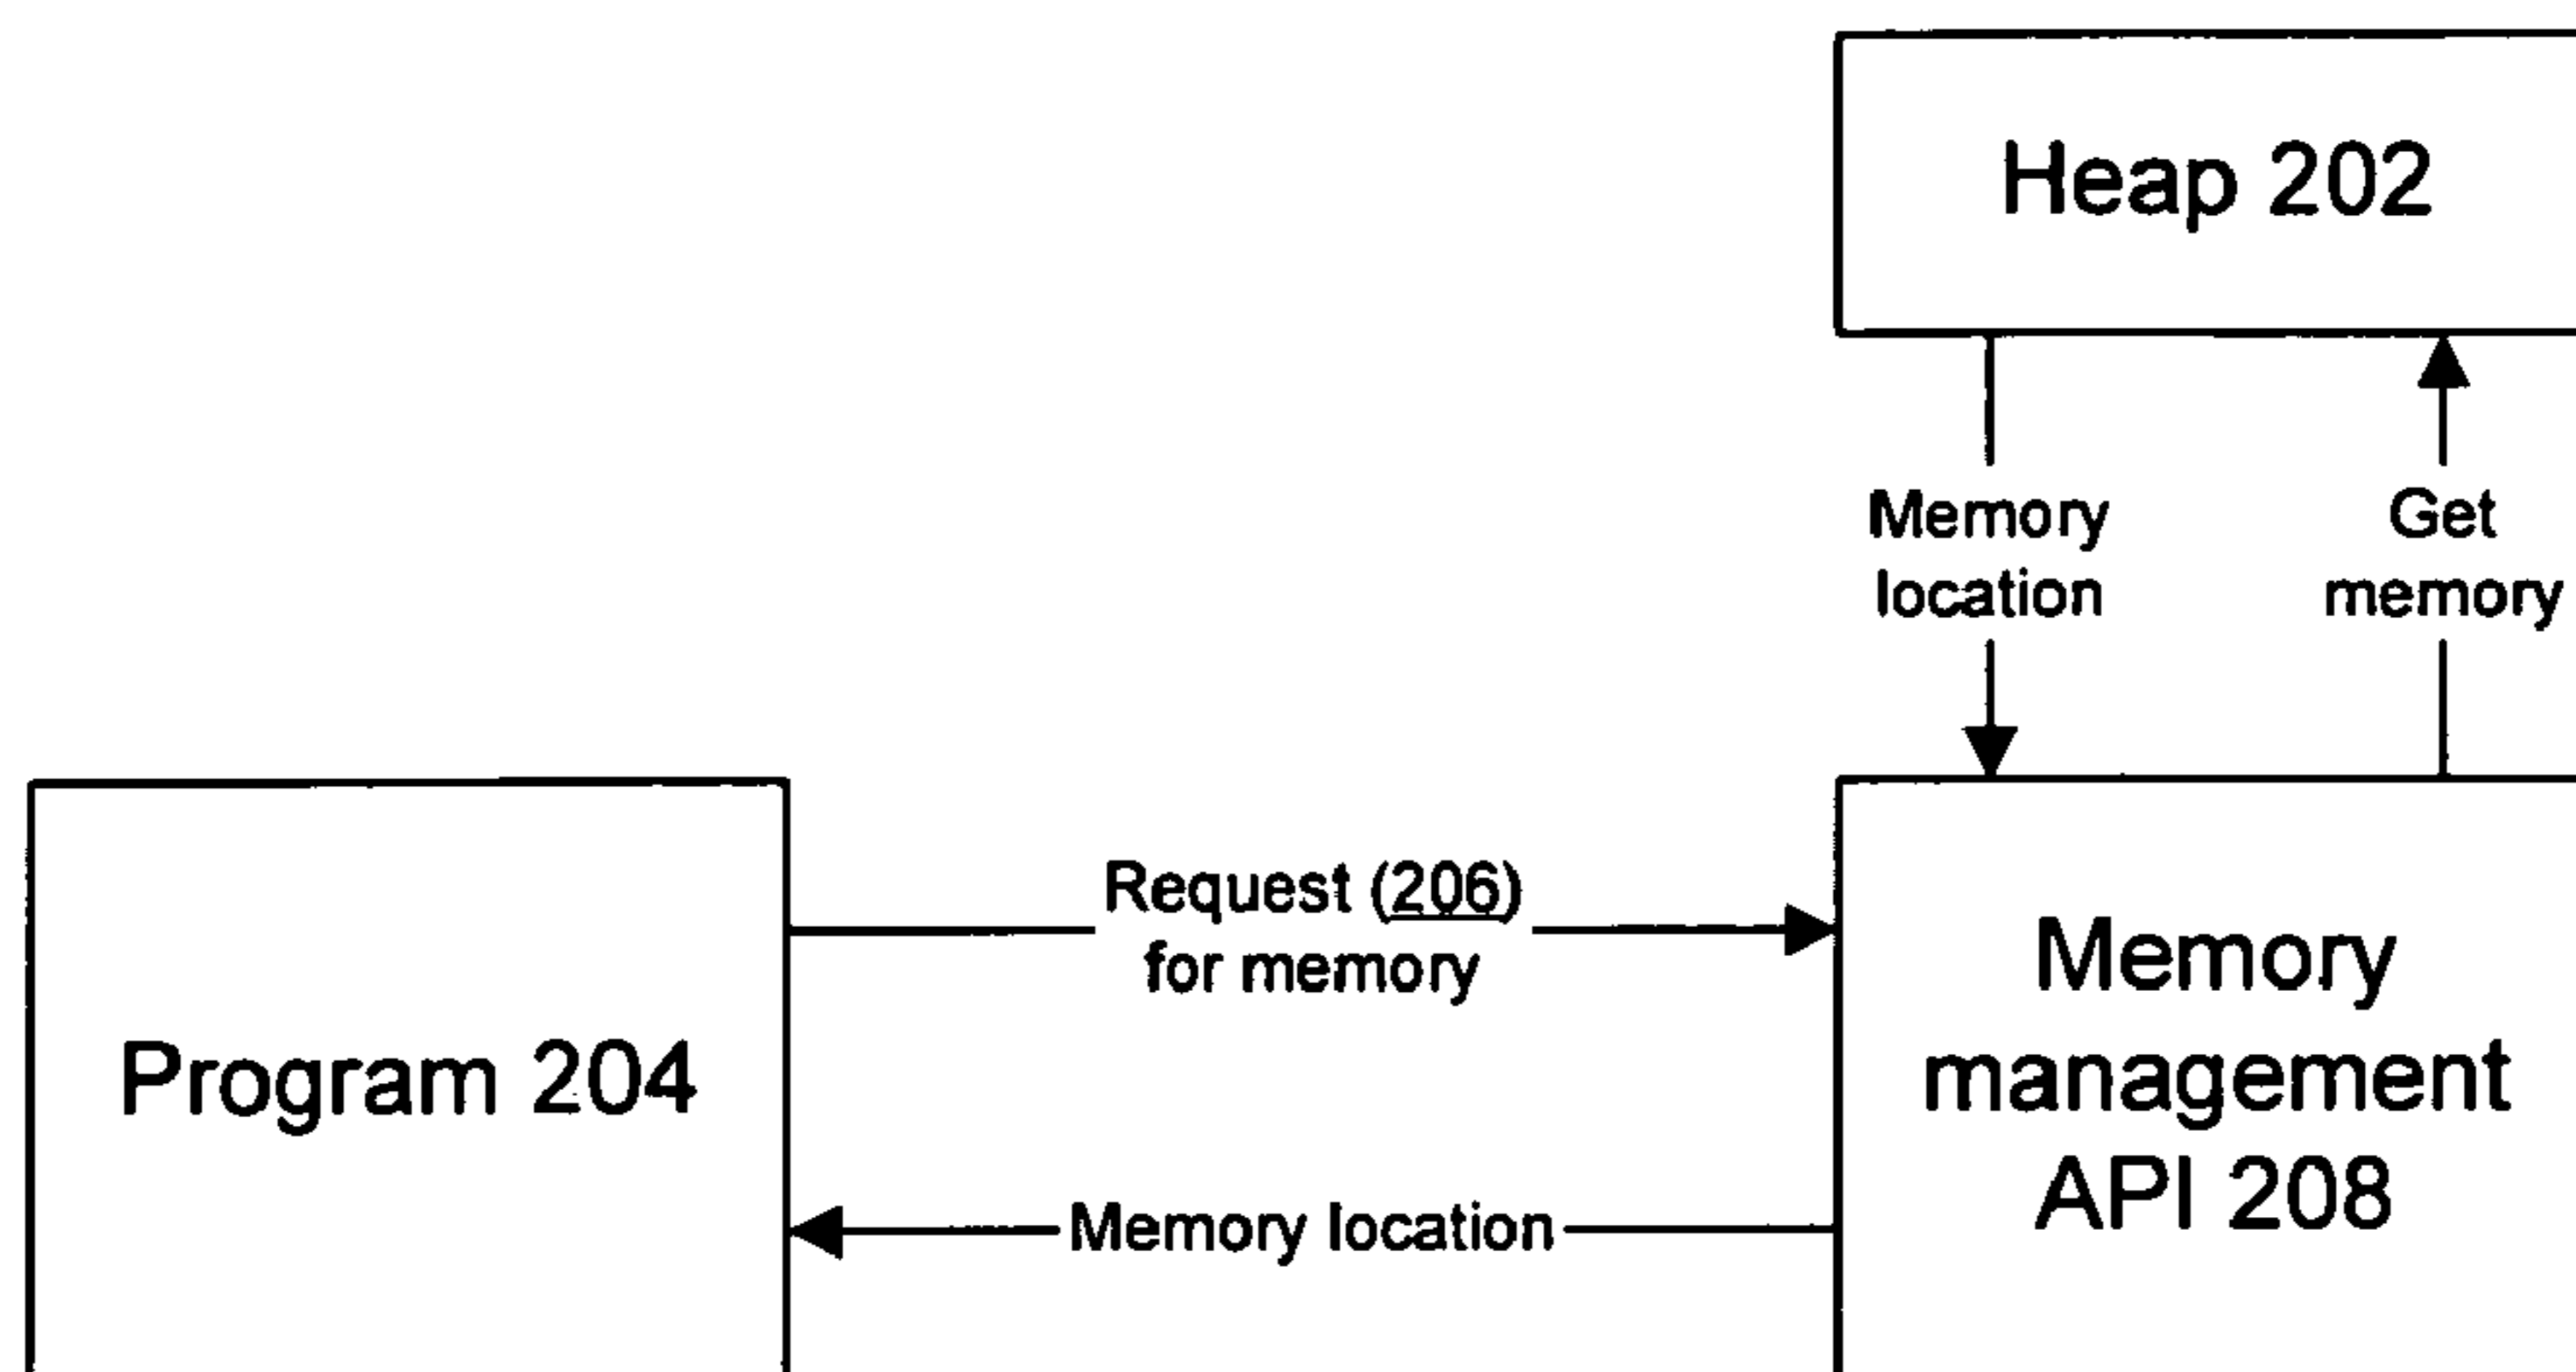 Heap 202
Memory
location
Get
memory
Request (206)
for memory
Program 204
Memory
management
API 208
Memory location